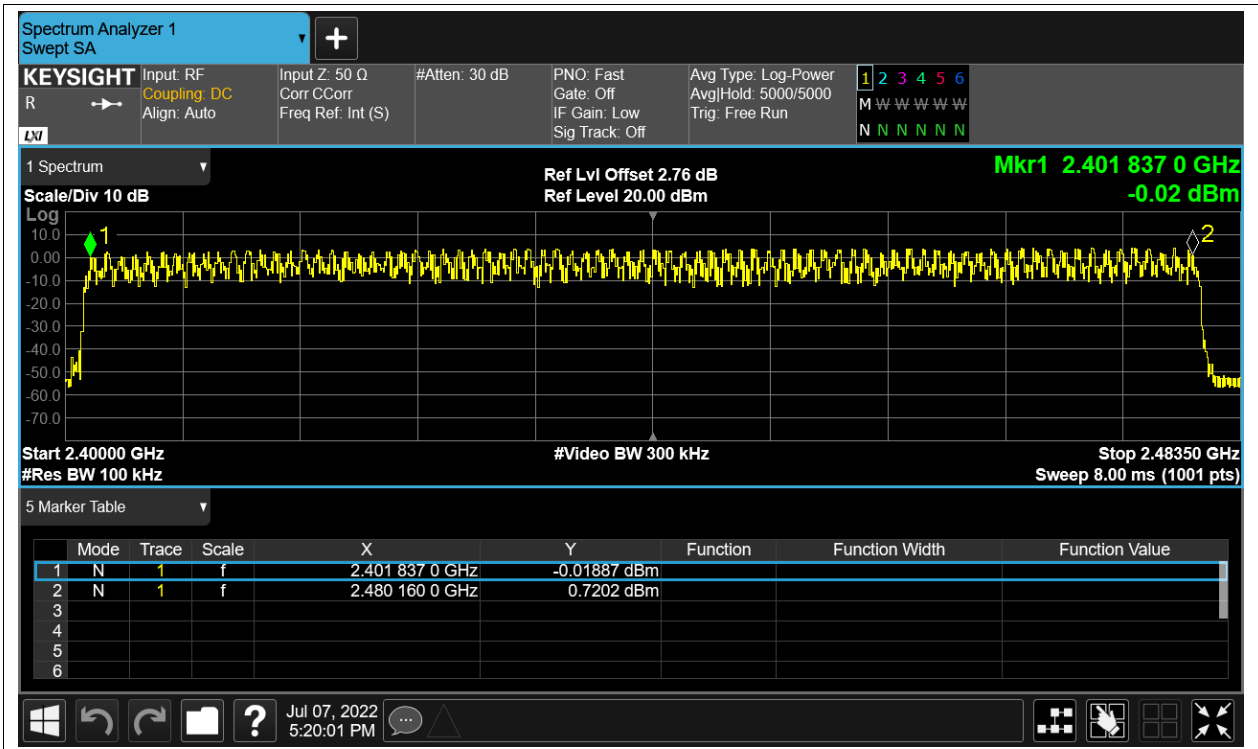 Spectrum Analyzer 1
Swept SA
+
KEYSIGHT
R
LXI
Input: RF
Coupling: DC
Align: Auto
Input Z: 50 Ω
Corr CCorr
Freq Ref: Int (S)
#Atten: 30 dB
PNO: Fast
Gate: Off
IF Gain: Low
Sig Track: Off
Avg Type: Log-Power
Avg|Hold: 5000/5000
Trig: Free Run
1 2 3 4 5 6
M W W W W W
N N N N N N
1 Spectrum
Scale/Div 10 dB
Ref Lvl Offset 2.76 dB
Ref Level 20.00 dBm
Mkr1 2.401 837 0 GHz
-0.02 dBm
Log
10.0
0.00
-10.0
-20.0
-30.0
-40.0
-50.0
-60.0
-70.0
1
2
Start 2.40000 GHz #Video BW 300 kHz Stop 2.48350 GHz
#Res BW 100 kHz Sweep 8.00 ms (1001 pts)
5 Marker Table
Mode Trace Scale X Y Function Function Width Function Value
1 N 1 f 2.401 837 0 GHz -0.01887 dBm
2 N 1 f 2.480 160 0 GHz 0.7202 dBm
3
4
5
6
?
Jul 07, 2022
5:20:01 PM